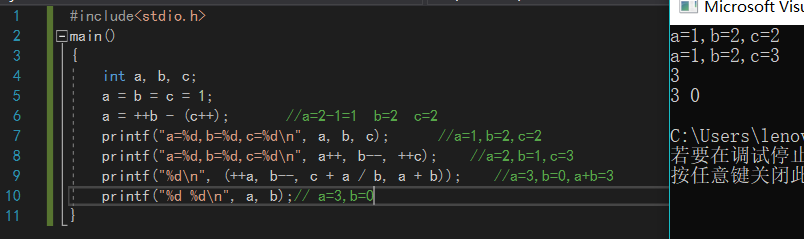 1 #include<stdio.h>
2 main()
3 {
4 int a, b, c;
5 a = b = c = 1;
6 a = ++b - (c++); //a=2-1=1 b=2 c=2
7 printf("a=%d,b=%d,c=%d\n", a, b, c); //a=1,b=2,c=2
8 printf("a=%d,b=%d,c=%d\n", a++, b--, ++c); //a=2,b=1,c=3
9 printf("%d\n", (++a, b--, c + a / b, a + b)); //a=3,b=0,a+b=3
10 printf("%d %d\n", a, b);// a=3,b=0
11 }
Microsoft Visu
a=1,b=2,c=2
a=1,b=2,c=3
3
3 0
C:\Users\lenov
若要在调试停止
按任意键关闭此